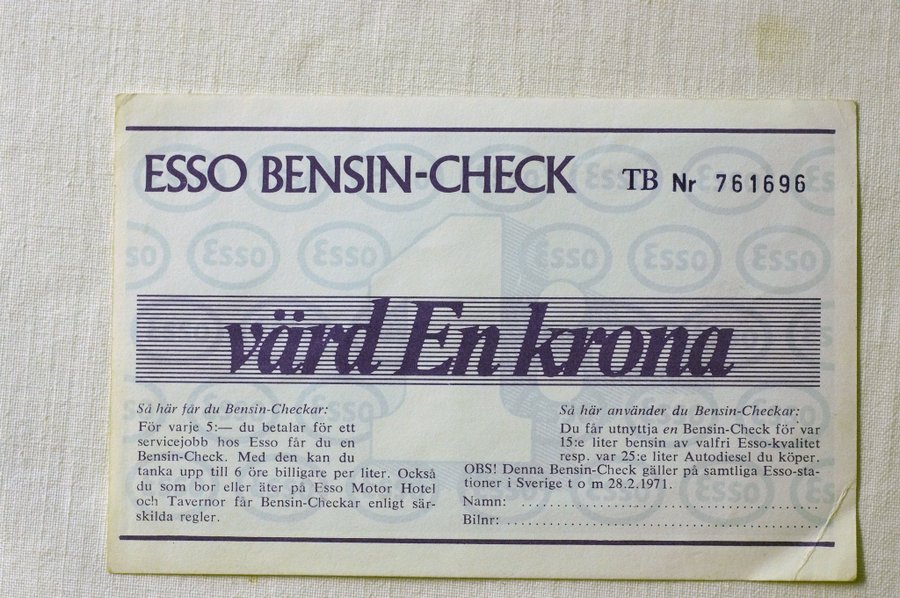 ESSO BENSIN-CHECK TB Nr 761696
Esso Esso Esso Esso Esso
värd En krona
Så här får du Bensin-Checkar:
För varje 5:— du betalar för ett
servicejobb hos Esso får du en
Bensin-Check. Med den kan du
tanka upp till 6 öre billigare per liter. Också
du som bor eller äter på Esso Motor Hotel
och Tavernor får Bensin-Checkar enligt sär-
skilda regler.
Så här använder du Bensin-Checkar:
Du får utnyttja en Bensin-Check för var
15:e liter bensin av valfri Esso-kvalitet
resp. var 25:e liter Autodiesel du köper.
OBS! Denna Bensin-Check gäller på samtliga Esso-sta-
tioner i Sverige t o m 28.2.1971.
Namn: ........................................
Bilnr: ........................................